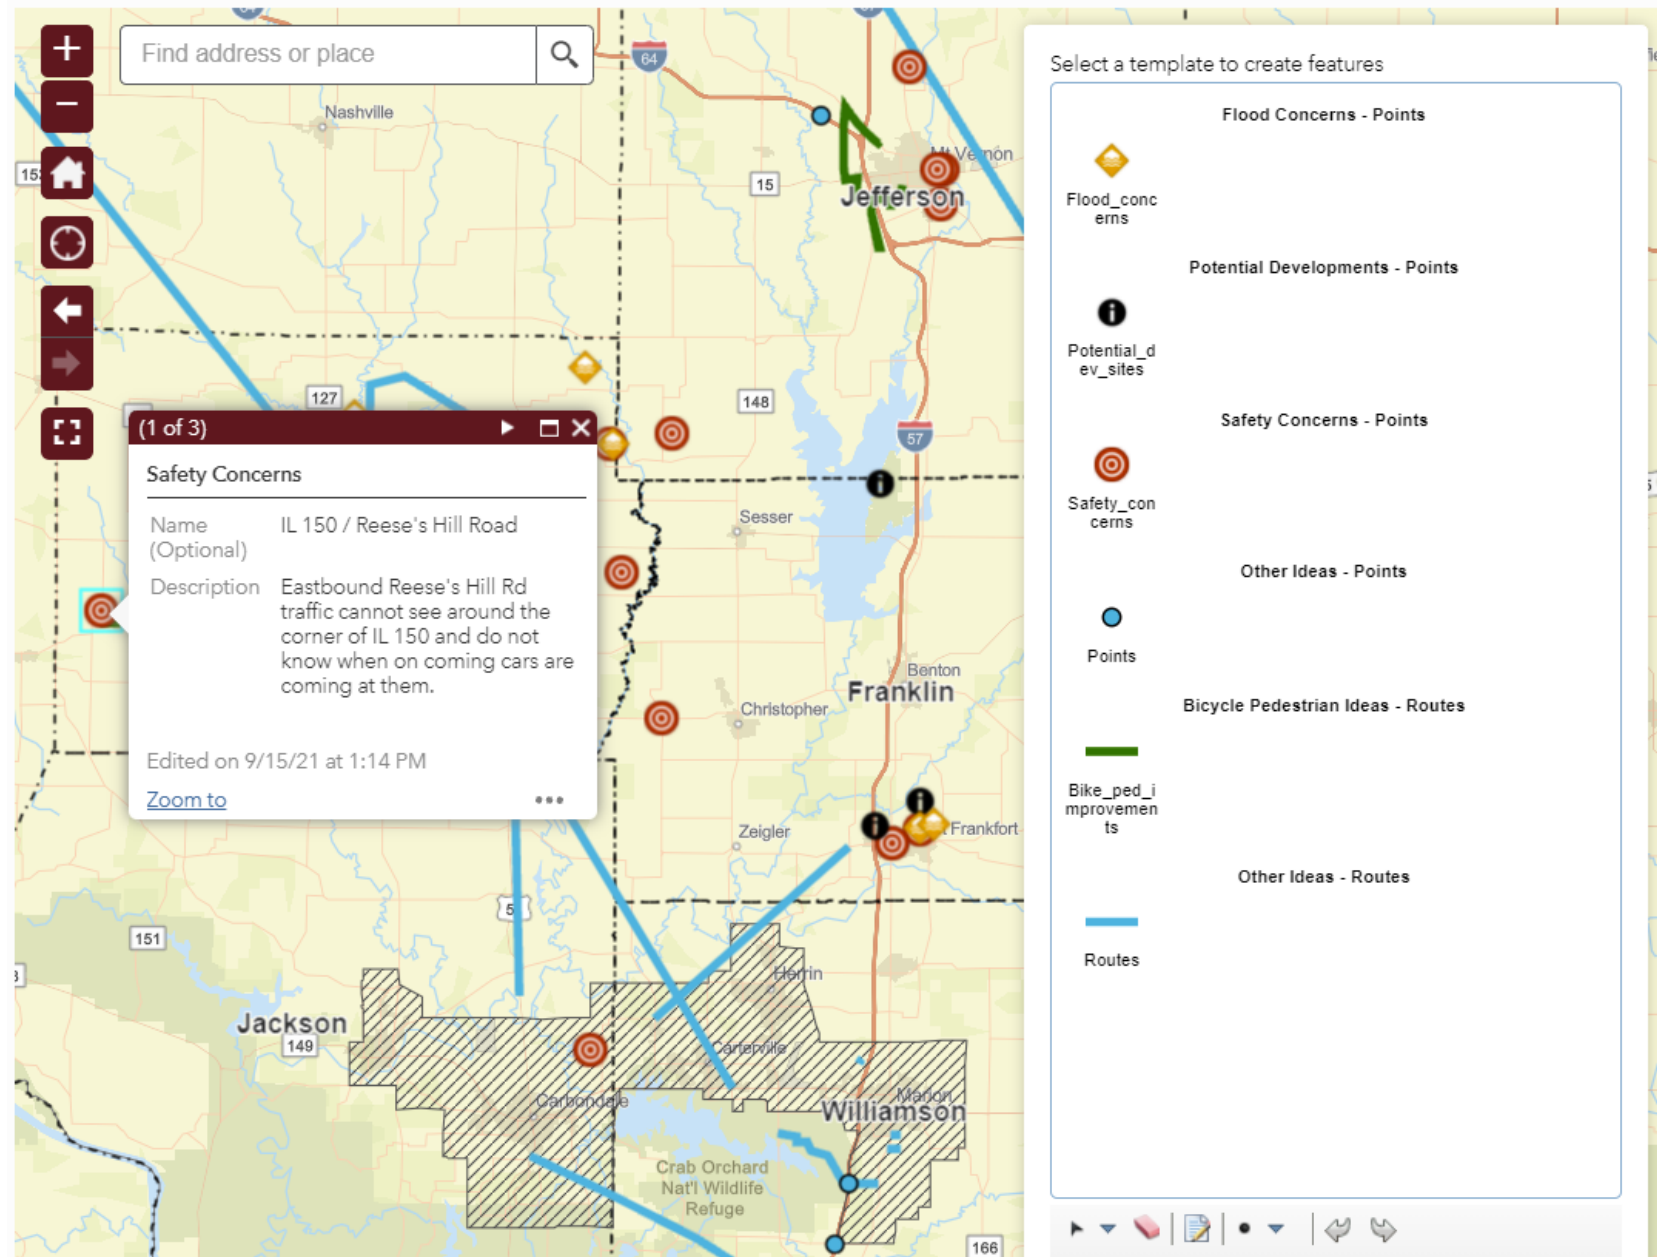 Find address or place
64
Nashville
15
Mt Vernon
Jefferson
127
148
57
(1 of 3)
Safety Concerns
Name
(Optional)
IL 150 / Reese's Hill Road
Description
Eastbound Reese's Hill Rd
traffic cannot see around the
corner of IL 150 and do not
know when on coming cars are
coming at them.
Edited on 9/15/21 at 1:14 PM
Zoom to
Sesser
Benton
Franklin
Christopher
Zeigler
Frankfort
151
Herrin
Jackson
149
Carterville
Carbondale
Marion
Williamson
Crab Orchard
Nat'l Wildlife
Refuge
166
Select a template to create features
Flood Concerns - Points
Flood_conc
erns
Potential Developments - Points
Potential_d
ev_sites
Safety Concerns - Points
Safety_con
cerns
Other Ideas - Points
Points
Bicycle Pedestrian Ideas - Routes
Bike_ped_i
mprovemen
ts
Other Ideas - Routes
Routes